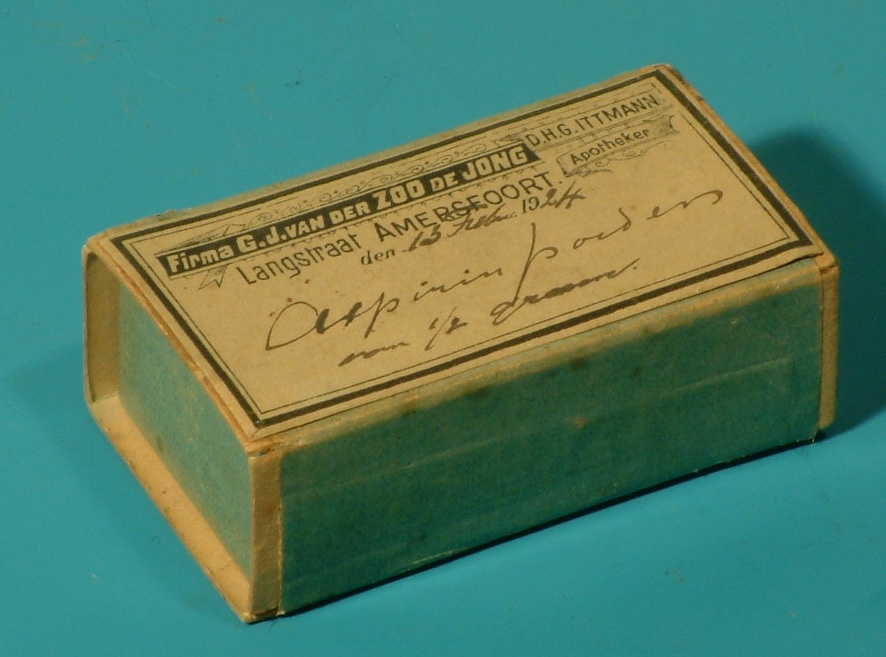 Firma G.J. VAN DER ZOO DE JONG D.H.G. ITTMANN
Langstraat AMERSFOORT Apotheker
den 15 Febr. 1924
Aspirin poeders
van 1/2 gram.